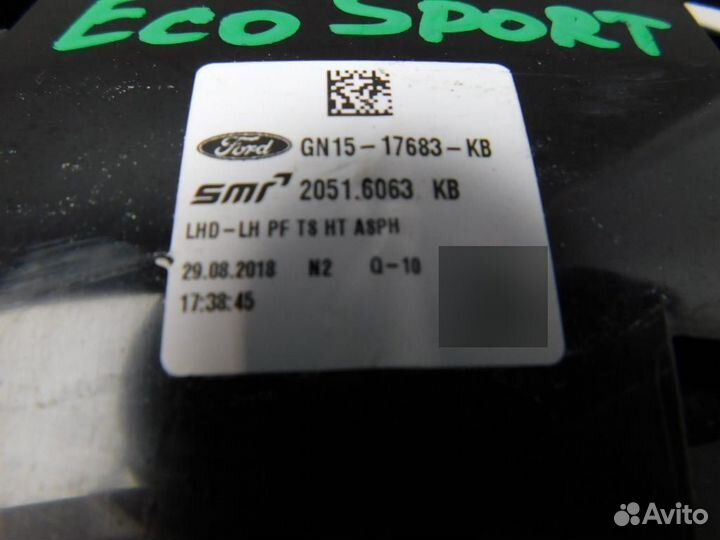 ECO SPORT
Ford GN15-17683-KB
smr 2051.6063 KB
LHD-LH PF TS HT ASPH
29.08.2018 N2 Q-10
17:38:45
Avito